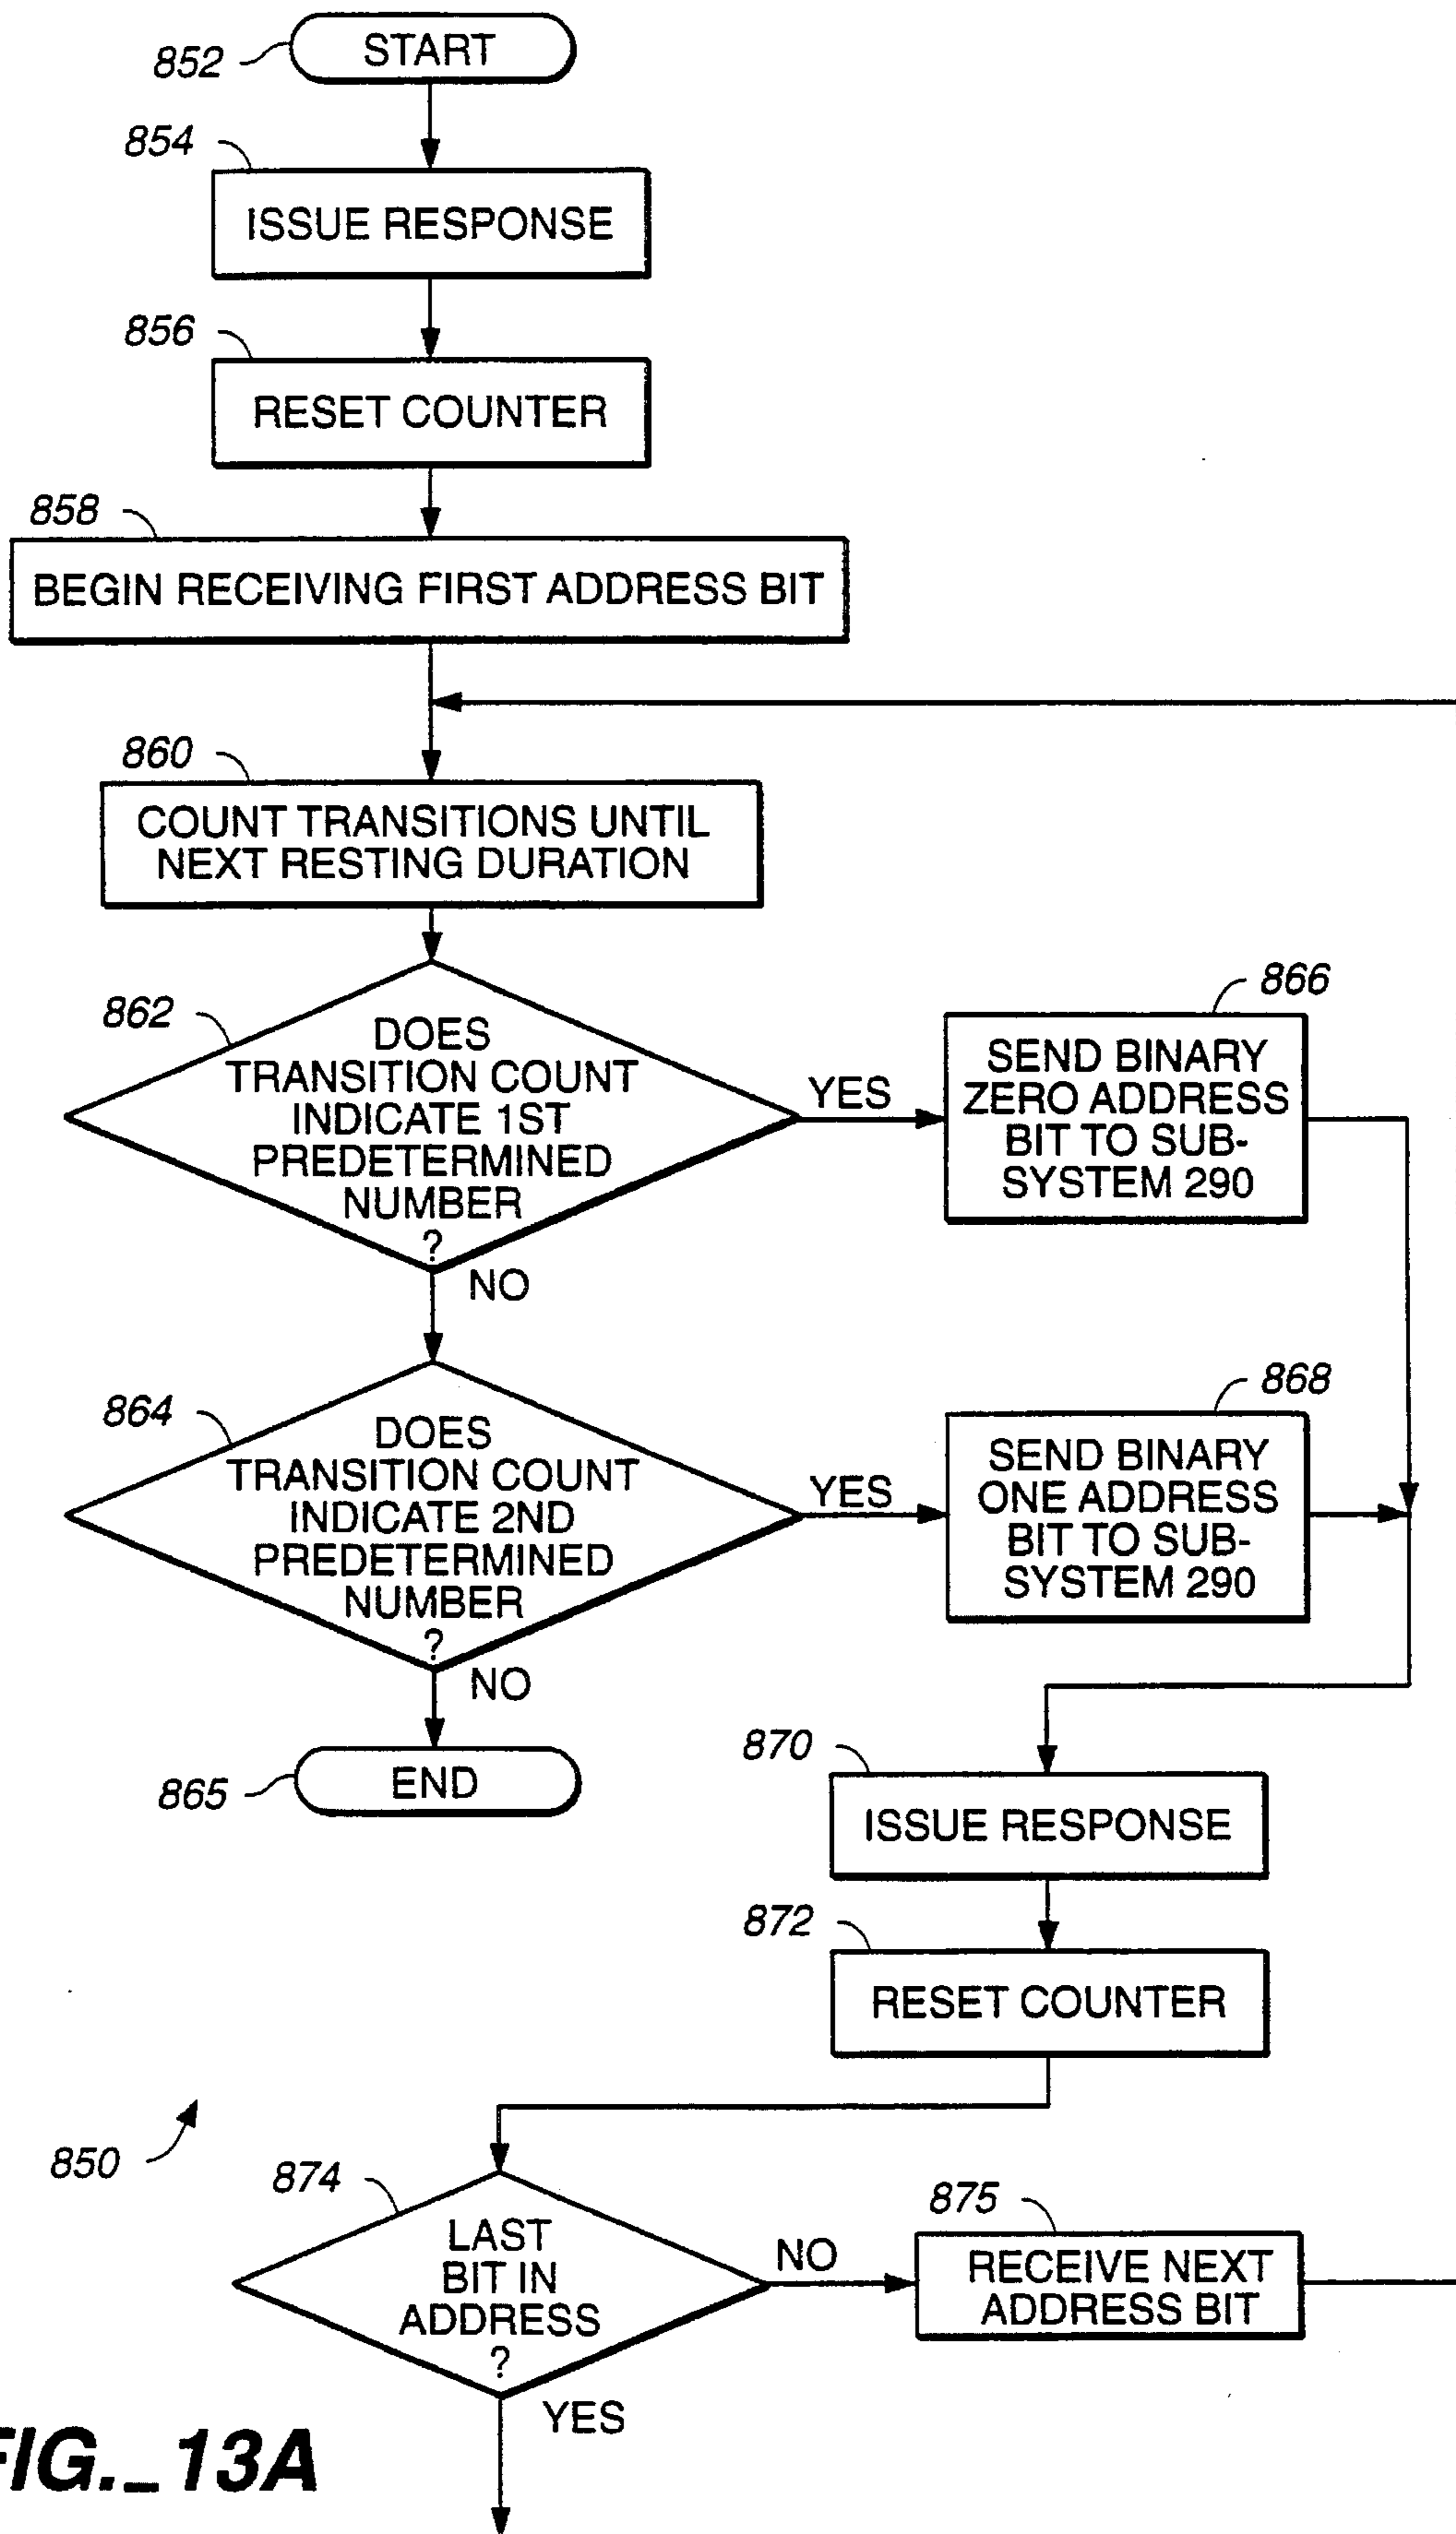 852
START
854
ISSUE RESPONSE
856
RESET COUNTER
858
BEGIN RECEIVING FIRST ADDRESS BIT
860
COUNT TRANSITIONS UNTIL
NEXT RESTING DURATION
862
DOES
TRANSITION COUNT
INDICATE 1ST
PREDETERMINED
NUMBER
?
YES
NO
866
SEND BINARY
ZERO ADDRESS
BIT TO SUB-
SYSTEM 290
864
DOES
TRANSITION COUNT
INDICATE 2ND
PREDETERMINED
NUMBER
?
YES
NO
868
SEND BINARY
ONE ADDRESS
BIT TO SUB-
SYSTEM 290
865
END
870
ISSUE RESPONSE
872
RESET COUNTER
850
874
LAST
BIT IN
ADDRESS
?
NO
YES
875
RECEIVE NEXT
ADDRESS BIT
FIG._13A